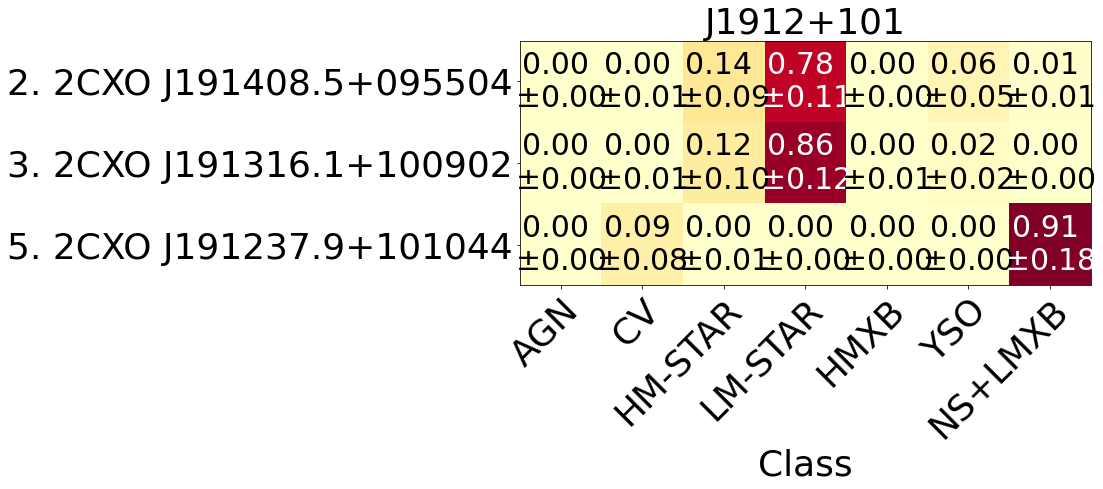 J1912+101
2. 2CXO J191408.5+095504
0.00 0.00 0.14 0.78 0.00 0.06 0.01
±0.00 ±0.01 ±0.09 ±0.11 ±0.00 ±0.05 ±0.01
3. 2CXO J191316.1+100902
0.00 0.00 0.12 0.86 0.00 0.02 0.00
±0.00 ±0.01 ±0.10 ±0.12 ±0.01 ±0.02 ±0.00
5. 2CXO J191237.9+101044
0.00 0.09 0.00 0.00 0.00 0.00 0.91
±0.00 ±0.08 ±0.01 ±0.00 ±0.00 ±0.00 ±0.18
AGN CV HM-STAR LM-STAR HMXB YSO NS+LMXB
Class